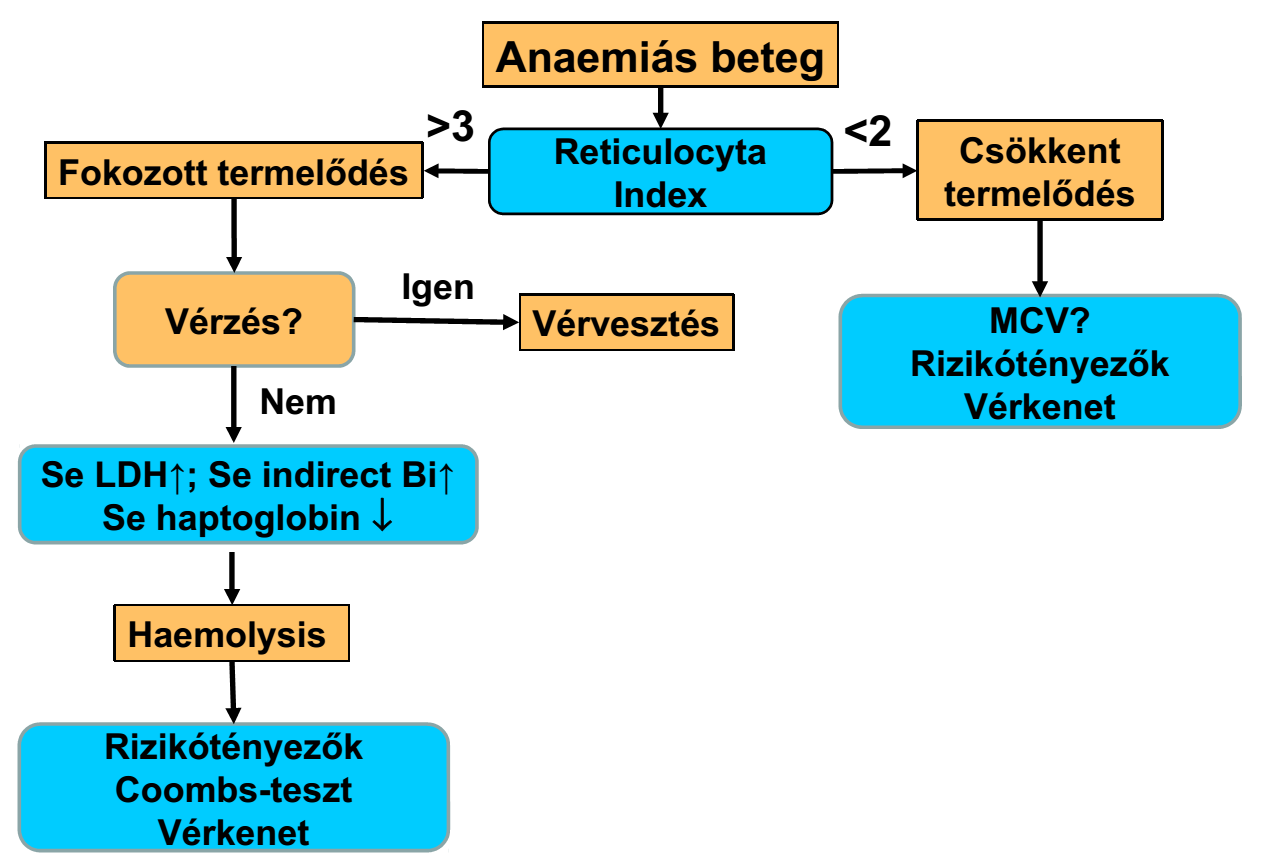 Anaemiás beteg
>3
<2
Reticulocyta
Index
Fokozott termelődés
Csökkent
termelődés
Vérzés?
Igen
Vérvesztés
MCV?
Rizikótényezők
Vérkenet
Nem
Se LDH↑; Se indirect Bi↑
Se haptoglobin ↓
Haemolysis
Rizikótényezők
Coombs-teszt
Vérkenet